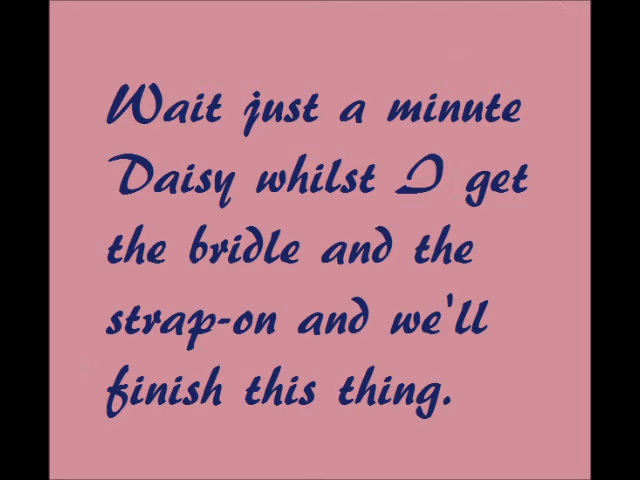 Wait just a minute
Daisy whilst I get
the bridle and the
strap-on and we'll
finish this thing.